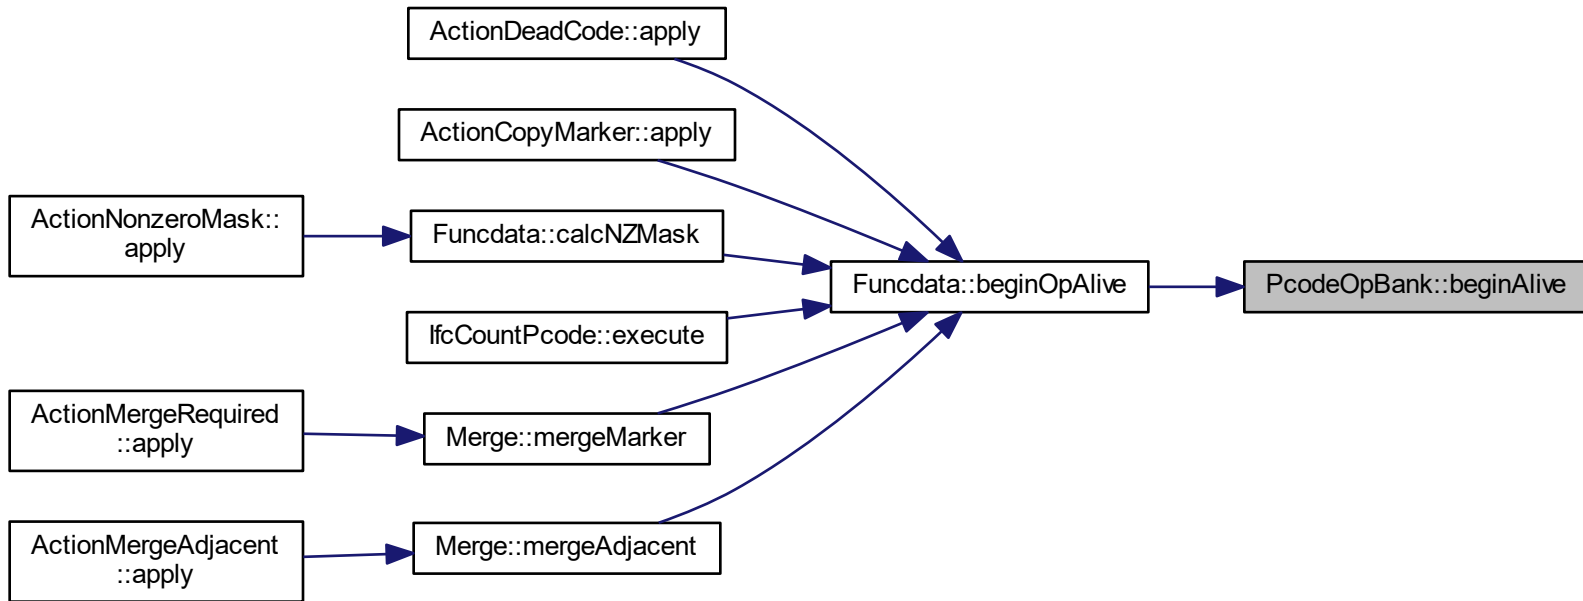 ActionDeadCode::apply
ActionCopyMarker::apply
ActionNonzeroMask::
apply
Funcdata::calcNZMask
Funcdata::beginOpAlive
PcodeOpBank::beginAlive
IfcCountPcode::execute
ActionMergeRequired
::apply
Merge::mergeMarker
ActionMergeAdjacent
::apply
Merge::mergeAdjacent